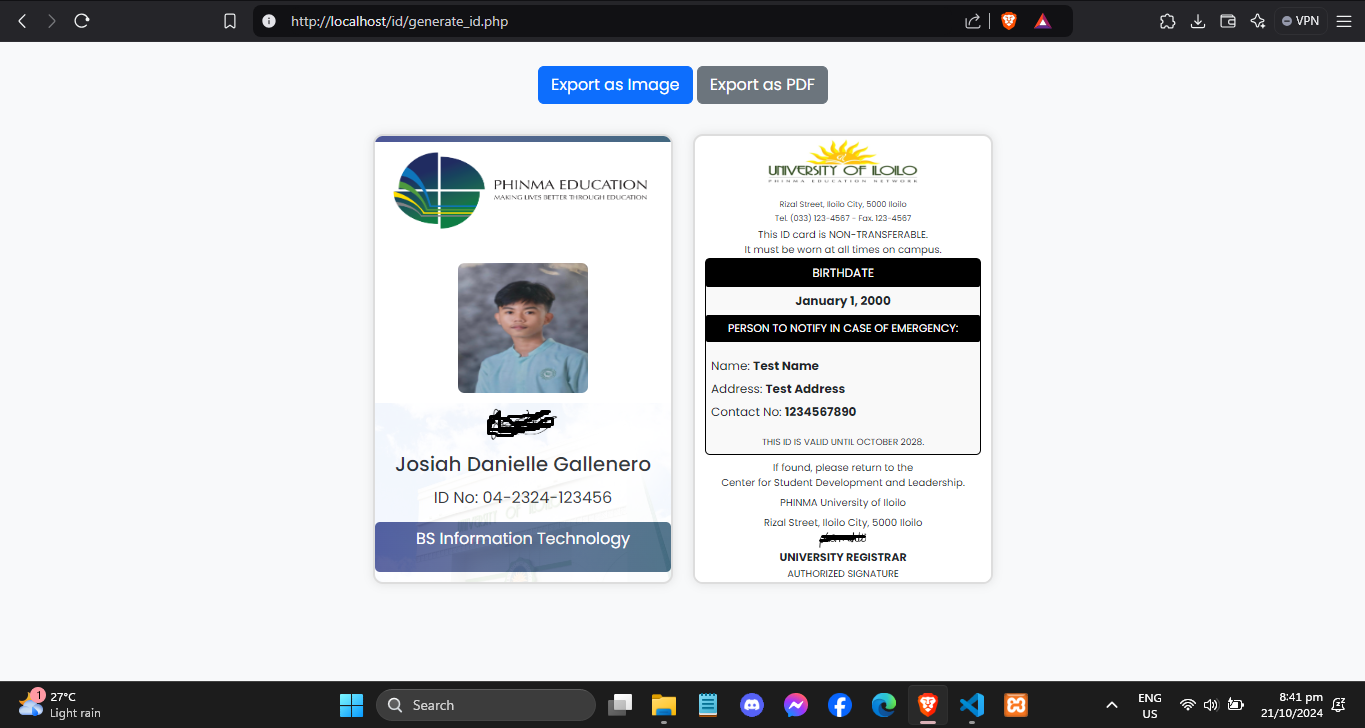 http://localhost/id/generate_id.php
VPN
Export as Image
Export as PDF
PHINMA EDUCATION
MAKING LIVES BETTER THROUGH EDUCATION
Josiah Danielle Gallenero
ID No: 04-2324-123456
BS Information Technology
UNIVERSITY OF ILOILO
PHINMA EDUCATION NETWORK
Rizal Street, Iloilo City, 5000 Iloilo
Tel. (033) 123-4567 - Fax. 123-4567
This ID card is NON-TRANSFERABLE.
It must be worn at all times on campus.
BIRTHDATE
January 1, 2000
PERSON TO NOTIFY IN CASE OF EMERGENCY:
Name: Test Name
Address: Test Address
Contact No: 1234567890
THIS ID IS VALID UNTIL OCTOBER 2028.
If found, please return to the
Center for Student Development and Leadership.
PHINMA University of Iloilo
Rizal Street, Iloilo City, 5000 Iloilo
UNIVERSITY REGISTRAR
AUTHORIZED SIGNATURE
1
27°C
Light rain
Search
ENG
US
8:41 pm
21/10/2024